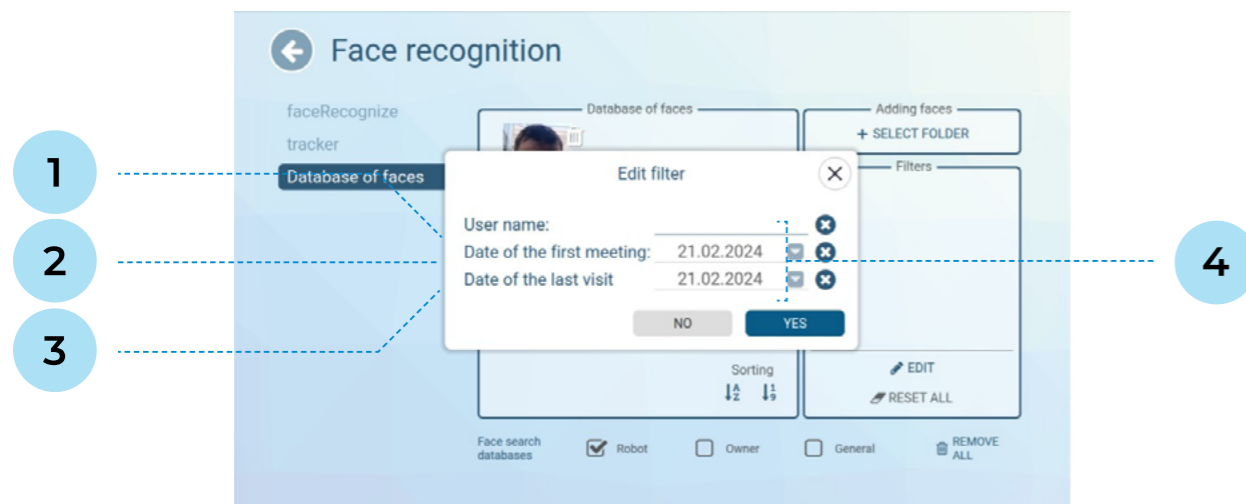 Face recognition
faceRecognize
tracker
Database of faces
Database of faces
Adding faces
+ SELECT FOLDER
Filters
Edit filter
User name:
Date of the first meeting: 21.02.2024
Date of the last visit 21.02.2024
NO YES
Sorting
A
Z
1
9
EDIT
RESET ALL
Face search
databases
Robot
Owner
General
REMOVE
ALL
1
2
3
4